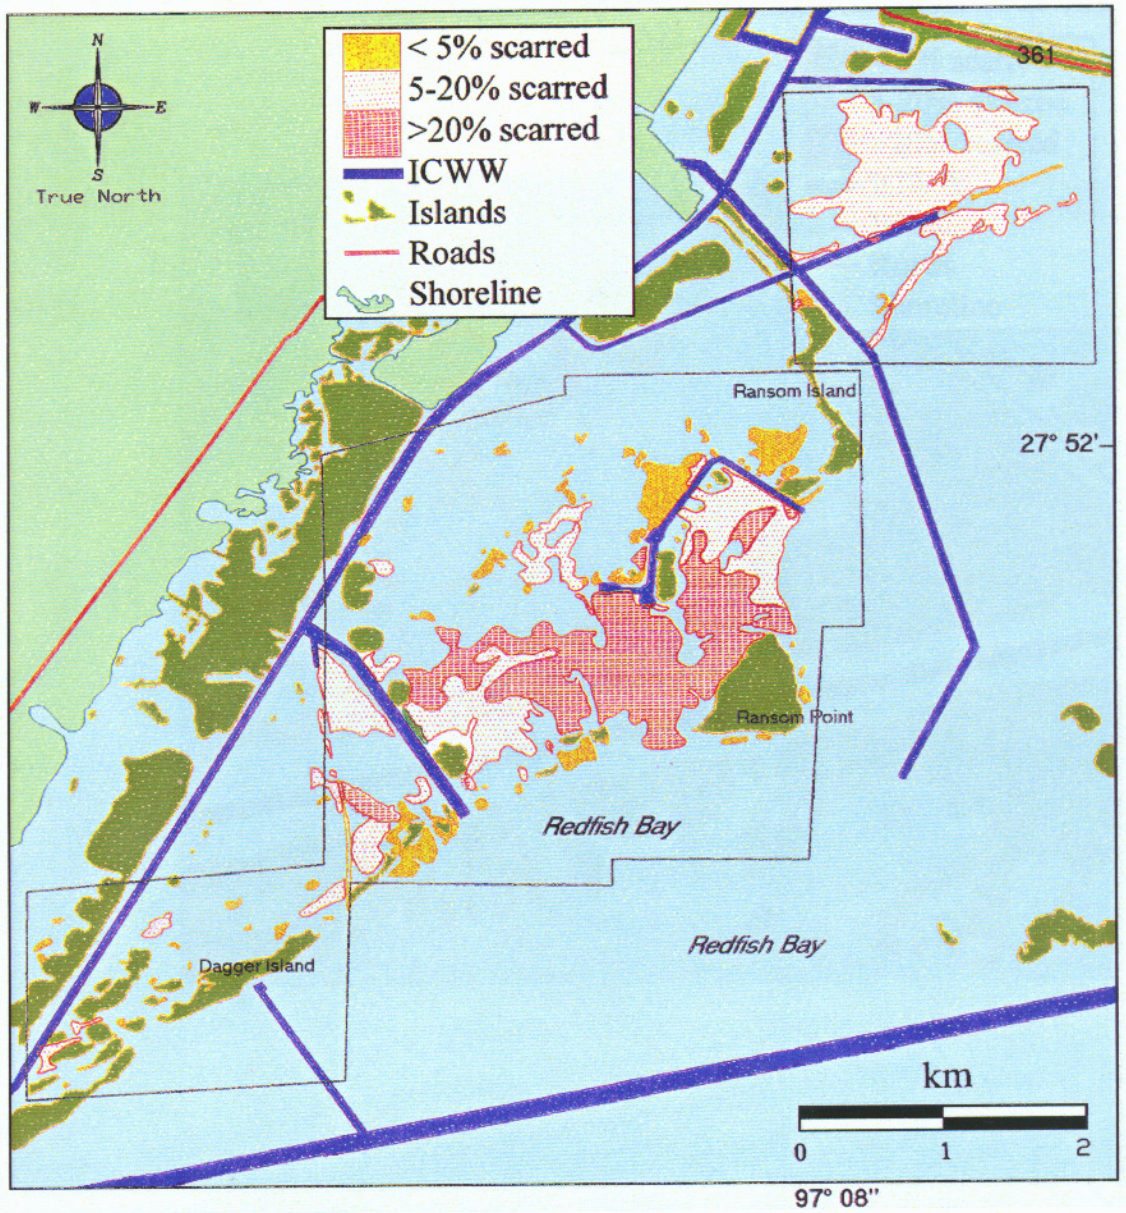 N
W E
S
True North
< 5% scarred
5-20% scarred
>20% scarred
ICWW
Islands
Roads
Shoreline
361
Ransom Island
27° 52'
Ransom Point
Redfish Bay
Redfish Bay
Dagger Island
km
0 1 2
97° 08"